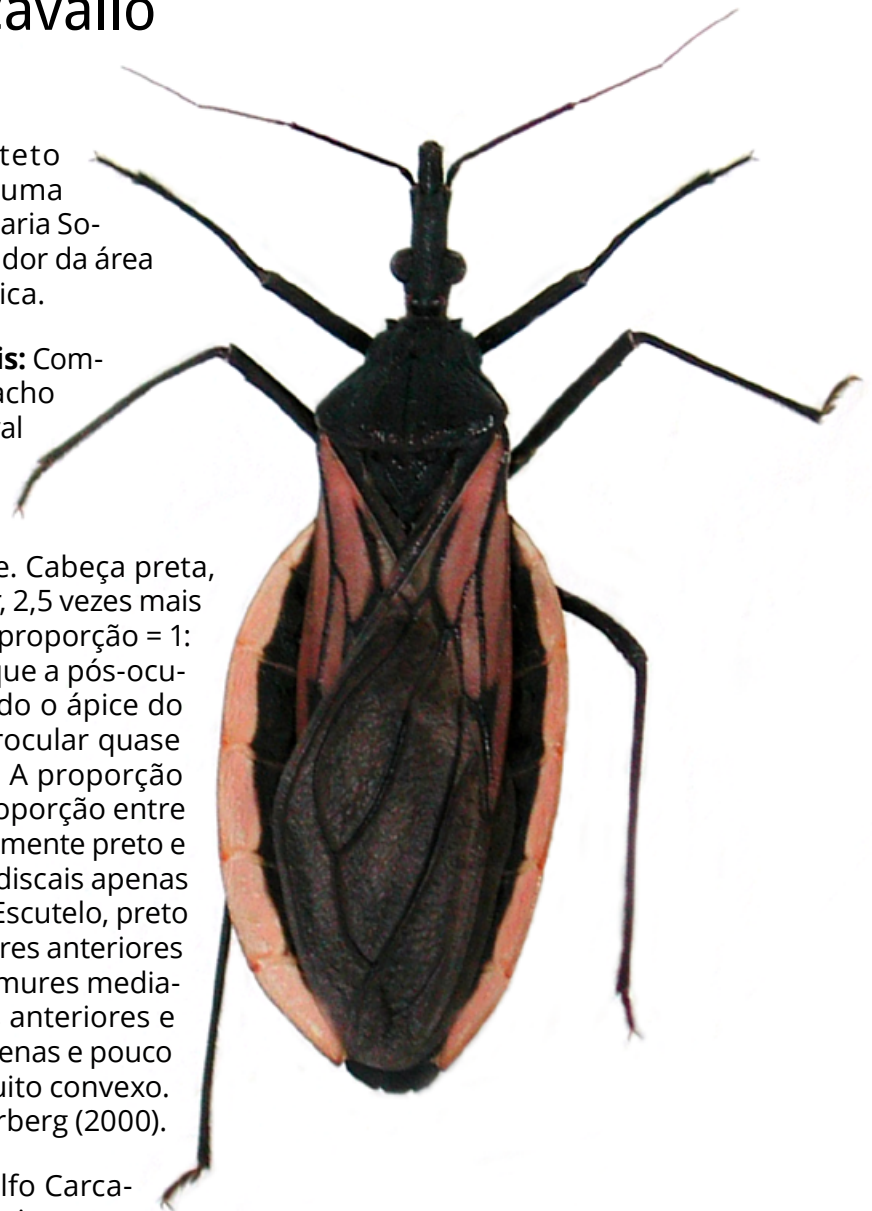 cavallo
teto
uma
aria So-
dor da área
ica.
is: Com-
acho
al
e. Cabeça preta,
, 2,5 vezes mais
proporção = 1:
que a pós-ocu-
do o ápice do
rocular quase
A proporção
oporção entre
mente preto e
discais apenas
Escutelo, preto
res anteriores
mures media-
anteriores e
enas e pouco
uito convexo.
rberg (2000).
lfo Carca-